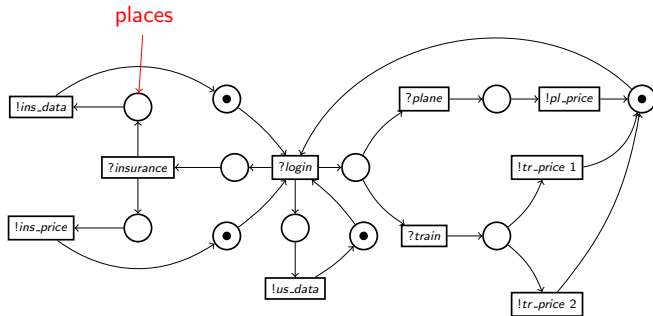 places
!ins_data
?plane
!pl_price
?insurance
?login
!tr_price 1
!ins_price
?train
!us_data
!tr_price 2